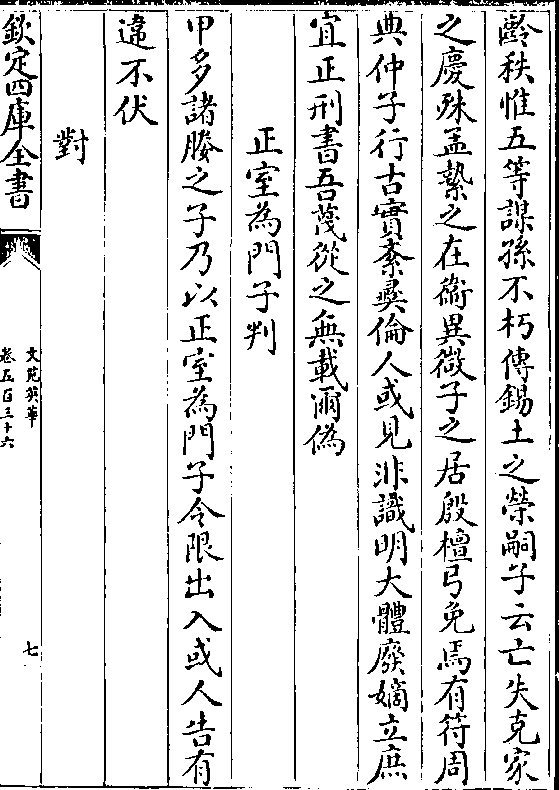 齡秩惟五等謀孫不朽傳錫土之榮嗣子云亡失克家
之慶殊孟縶之在衛異微子之居殷檀弓免焉有符周
典仲子行古實紊彛倫人或見非識明大體廢嫡立庶
宜正刑書吾蔑從之無載爾偽
正室為門子判
甲多諸媵之子乃以正室為門子令限出入或人告有
違不伏
對
欽定四庫全書
文苑英華
卷五百三十六
七